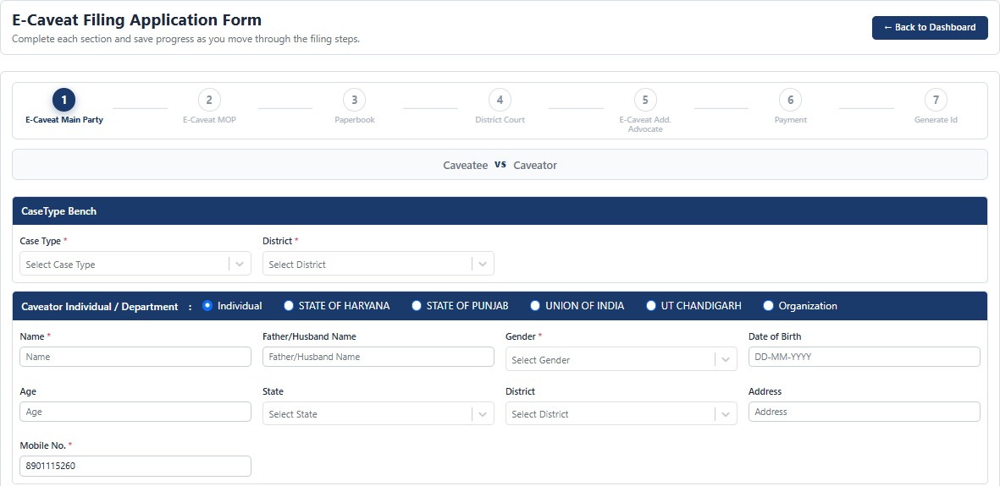 E-Caveat Filing Application Form
Complete each section and save progress as you move through the filing steps.
← Back to Dashboard
1 2 3 4 5 6 7
E-Caveat Main Party E-Caveat MOP Paperbook District Court E-Caveat Add. Advocate Payment Generate Id
Caveatee vs Caveator
CaseType Bench
Case Type * District *
Select Case Type Select District
Caveator Individual / Department : Individual STATE OF HARYANA STATE OF PUNJAB UNION OF INDIA UT CHANDIGARH Organization
Name * Father/Husband Name Gender * Date of Birth
Name Father/Husband Name Select Gender DD-MM-YYYY
Age State District Address
Age Select State Select District Address
Mobile No. *
8901115260